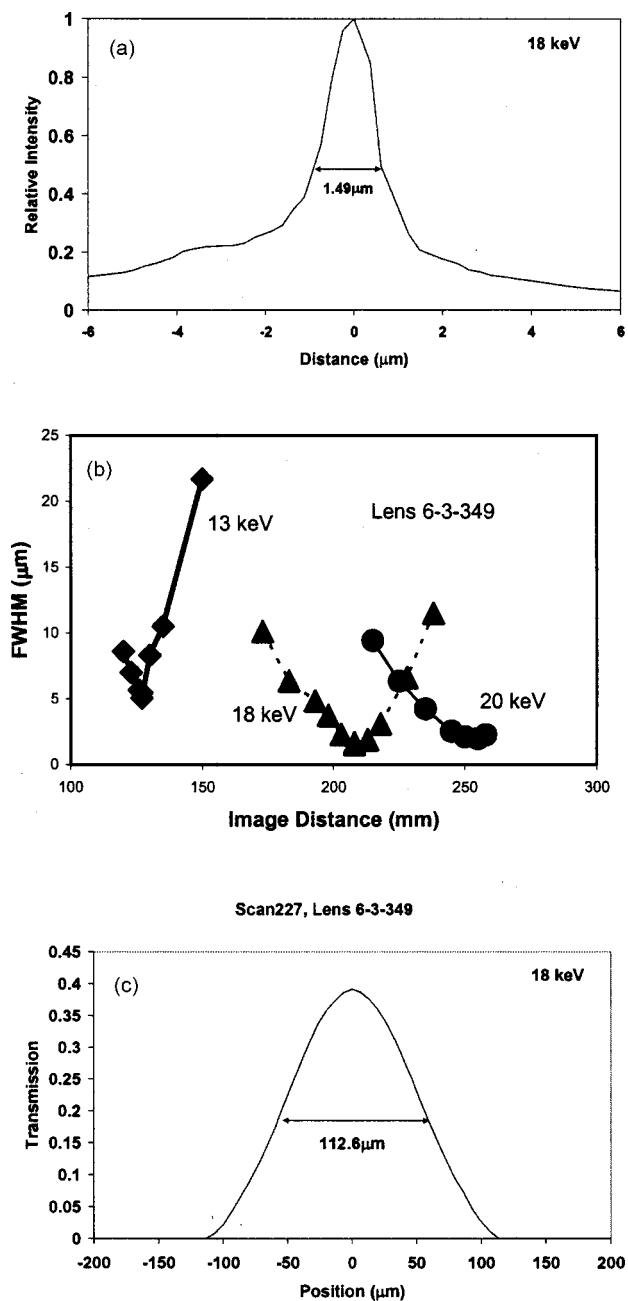 (a)
18 keV
1
0.8
0.6
0.4
0.2
0
Relative Intensity
1.49μm
-6
-4
-2
0
2
4
6
Distance (μm)
(b)
25
20
15
10
5
0
FWHM (μm)
Lens 6-3-349
13 keV
18 keV
20 keV
100
150
200
250
300
Image Distance (mm)
Scan227, Lens 6-3-349
(c)
18 keV
0.45
0.4
0.35
0.3
0.25
0.2
0.15
0.1
0.05
0
Transmission
112.6μm
-200
-150
-100
-50
0
50
100
150
200
Position (μm)